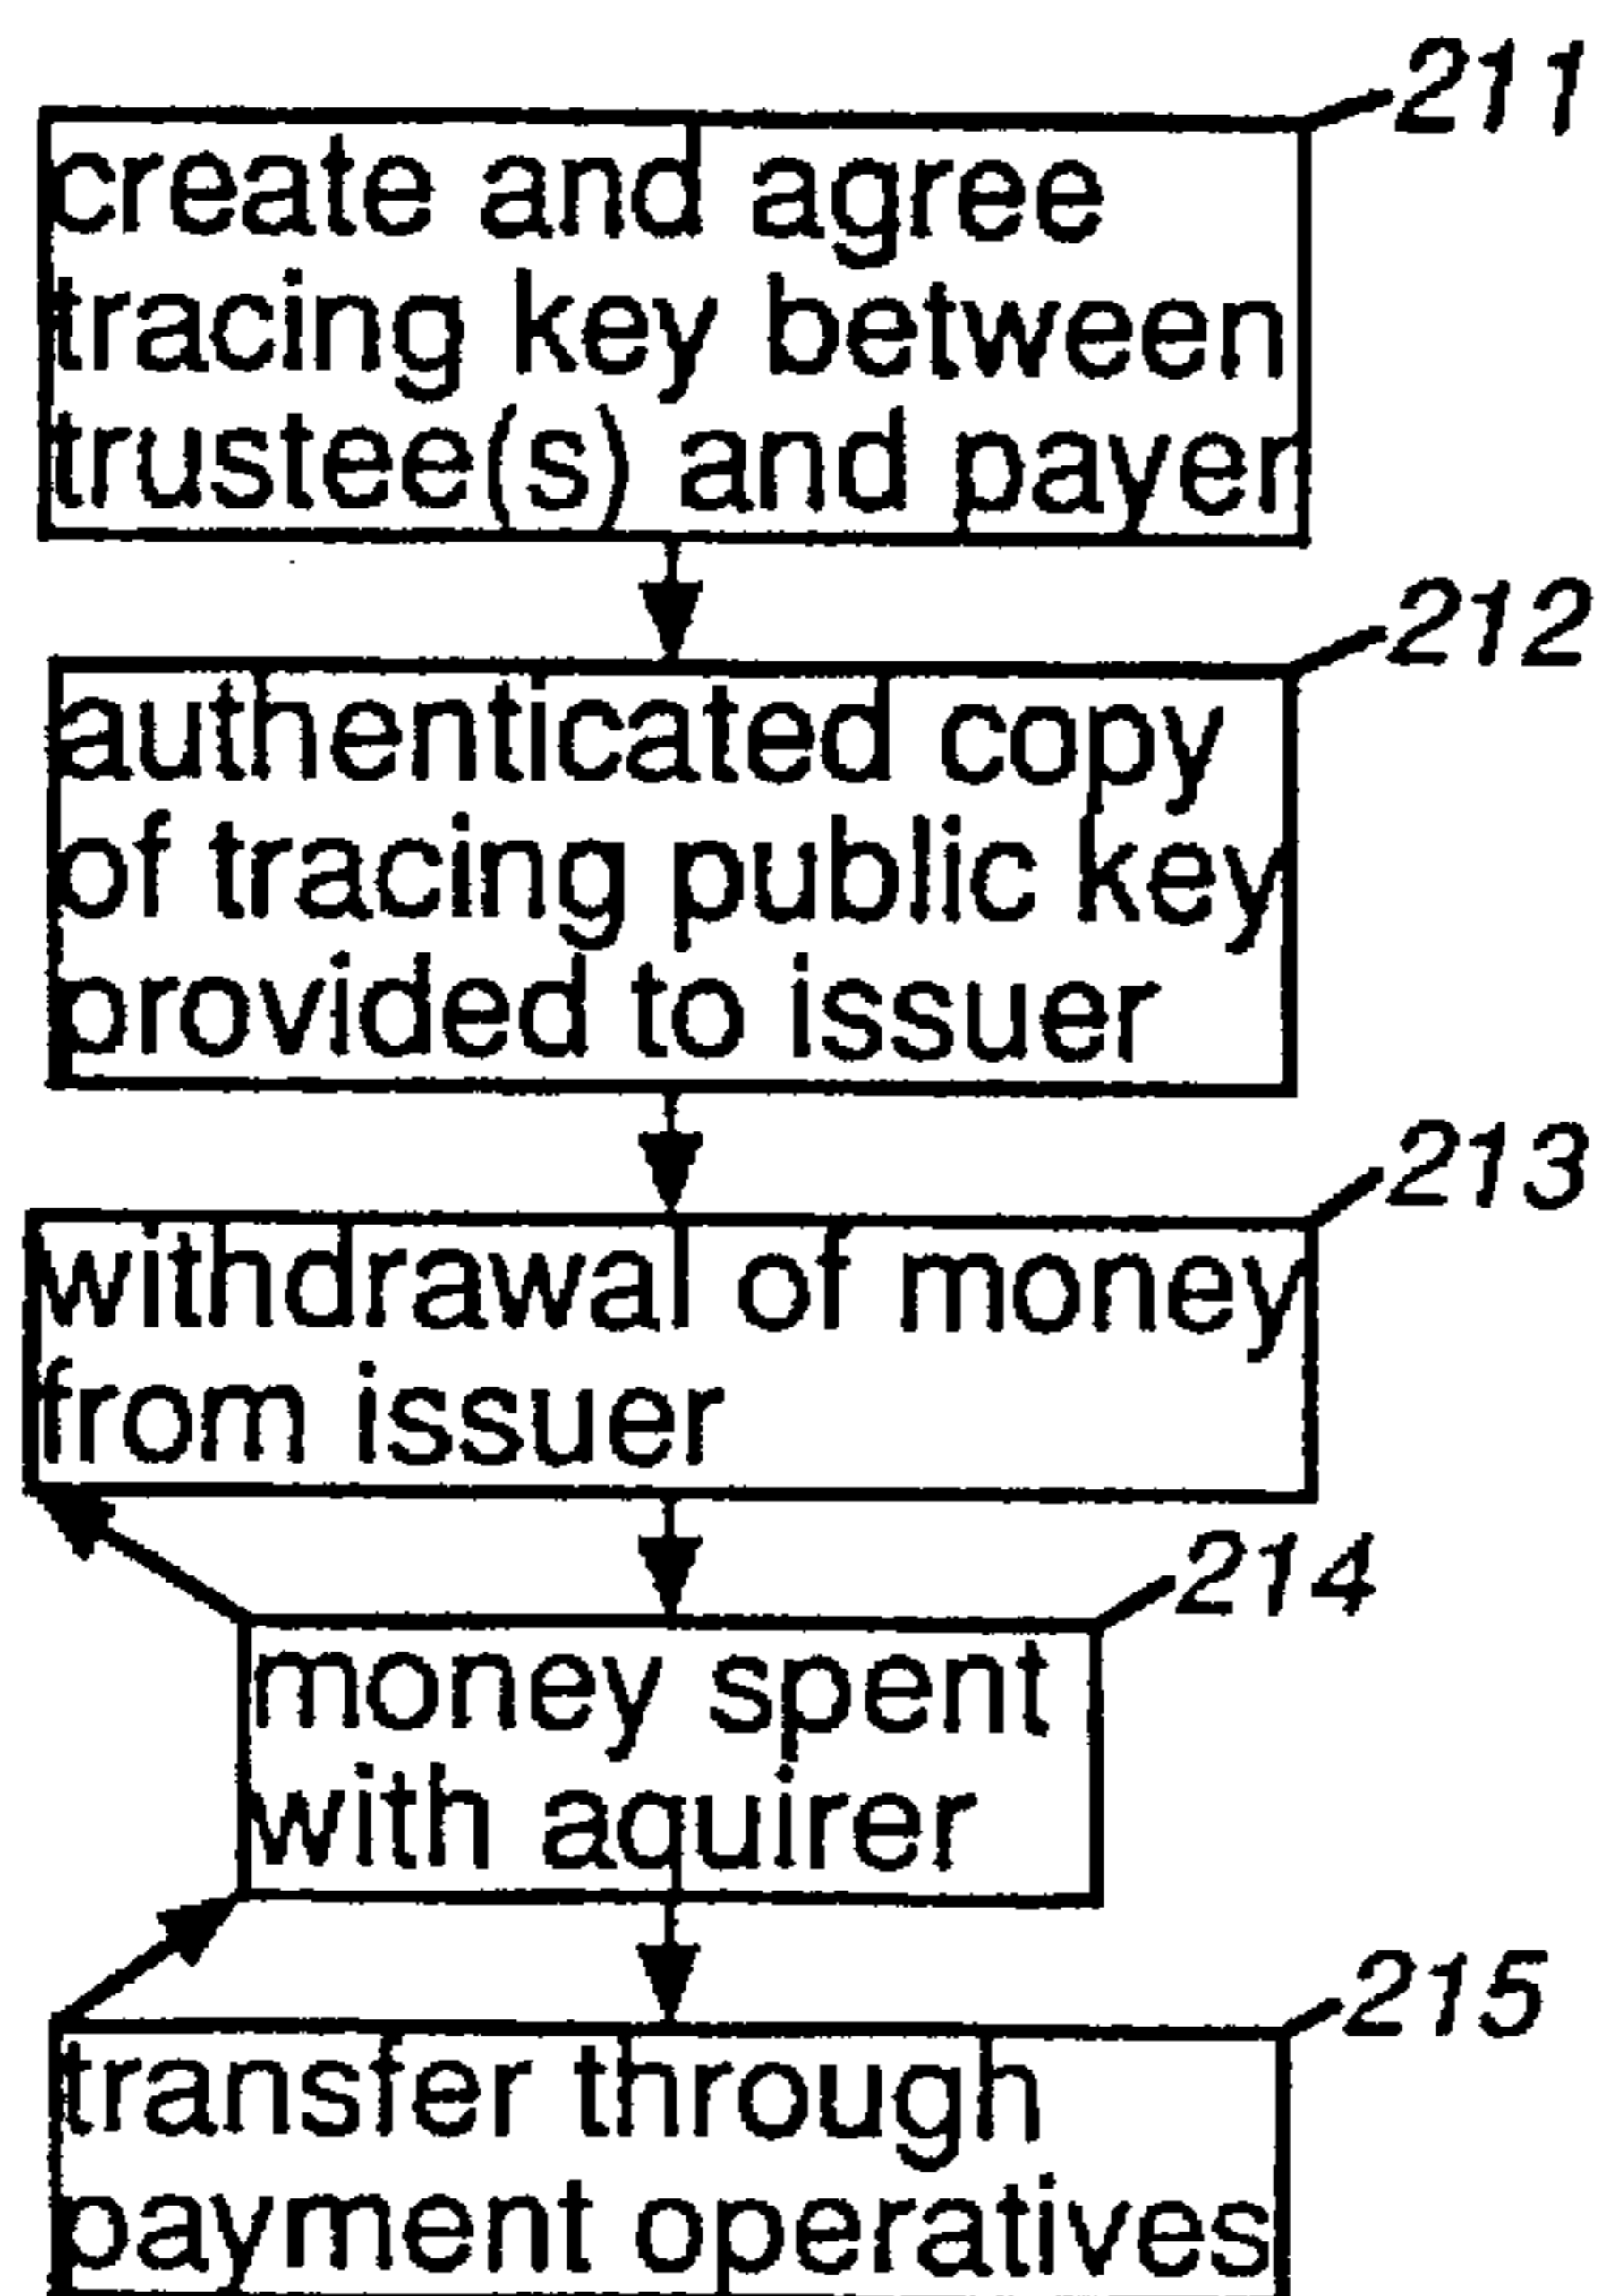 211
create and agree
tracing key between
trustee(s) and payer
212
authenticated copy
of tracing public key
provided to issuer
213
withdrawal of money
from issuer
214
money spent
with aquirer
215
transfer through
payment operatives